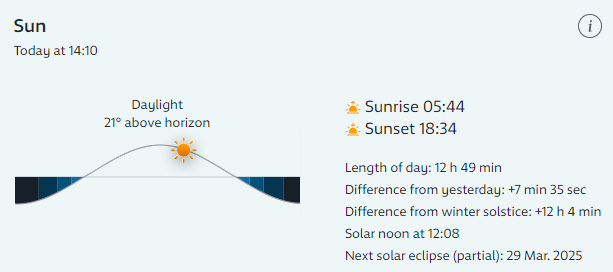 Sun
Today at 14:10
Daylight
21° above horizon
Sunrise 05:44
Sunset 18:34
Length of day: 12 h 49 min
Difference from yesterday: +7 min 35 sec
Difference from winter solstice: +12 h 4 min
Solar noon at 12:08
Next solar eclipse (partial): 29 Mar. 2025